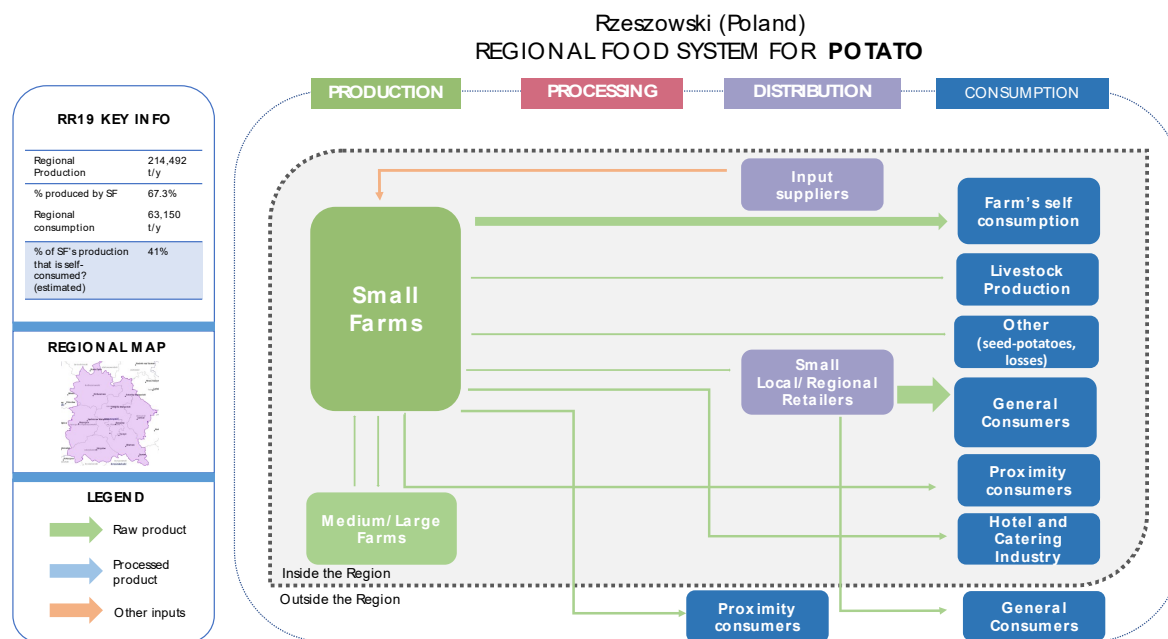 Rzeszowski (Poland)
REGIONAL FOOD SYSTEM FOR POTATO
PRODUCTION
PROCESSING
DISTRIBUTION
CONSUMPTION
RR19 KEY INFO
Regional 214,492
Production t/y
% produced by SF 67.3%
Regional 63,150
consumption t/y
% of SF's production 41%
that is self-
consumed?
(estimated)
REGIONAL MAP
LEGEND
Raw product
Processed
product
Other inputs
Input
suppliers
Small
Farms
Medium/Large
Farms
Small
Local/Regional
Retailers
Farm's self
consumption
Livestock
Production
Other
(seed-potatoes,
losses)
General
Consumers
Proximity
consumers
Hotel and
Catering
Industry
Inside the Region
Outside the Region
Proximity
consumers
General
Consumers